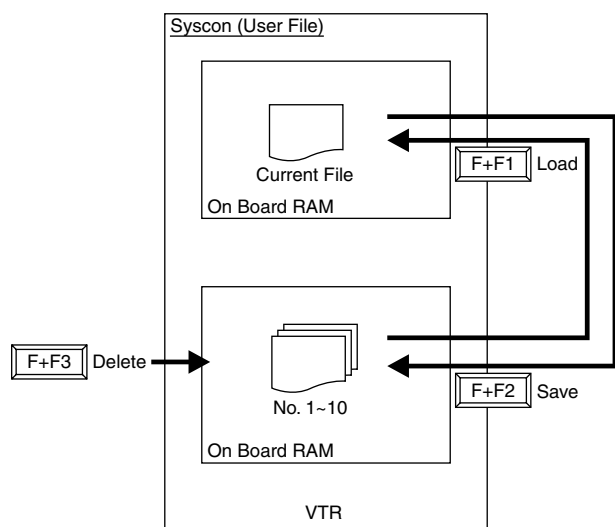 Syscon (User File)
Current File
On Board RAM
F+F1 Load
F+F3 Delete
No. 1~10
F+F2 Save
On Board RAM
VTR